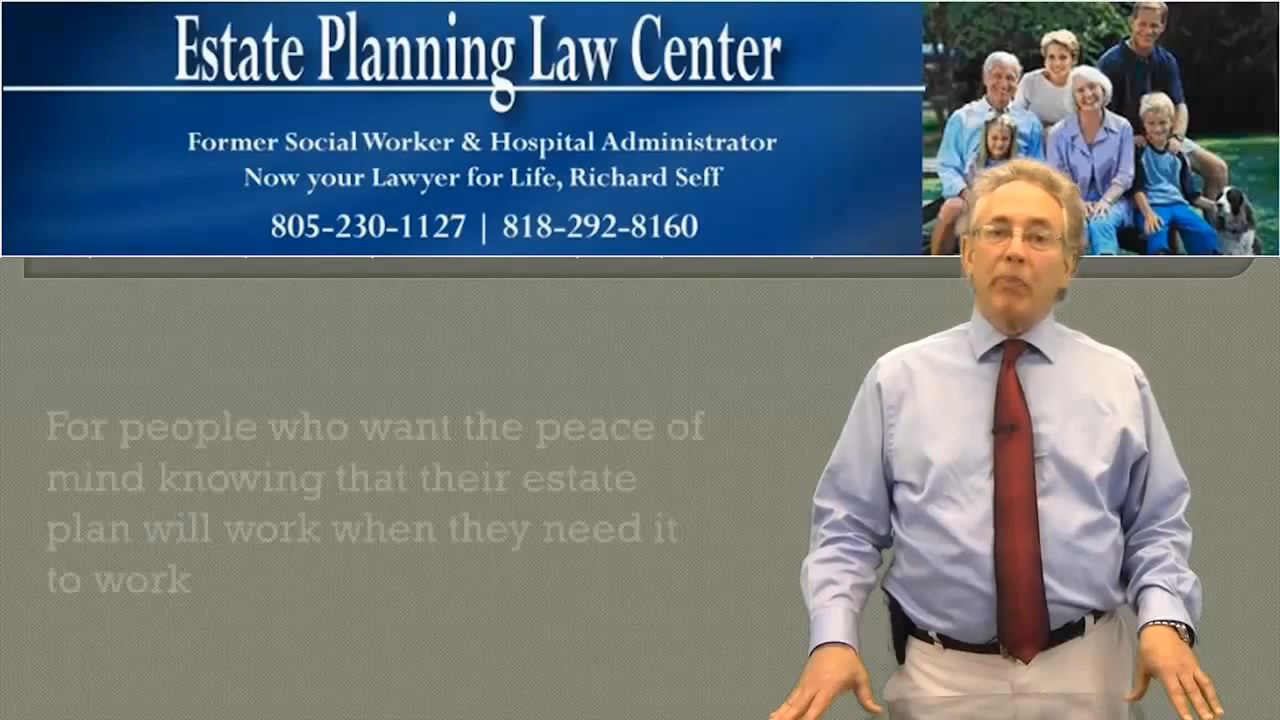 Estate Planning Law Center
Former Social Worker & Hospital Administrator
Now your Lawyer for Life, Richard Seff
805-230-1127 | 818-292-8160
For people who want the peace of
mind knowing that their estate
plan will work when they need it
to work